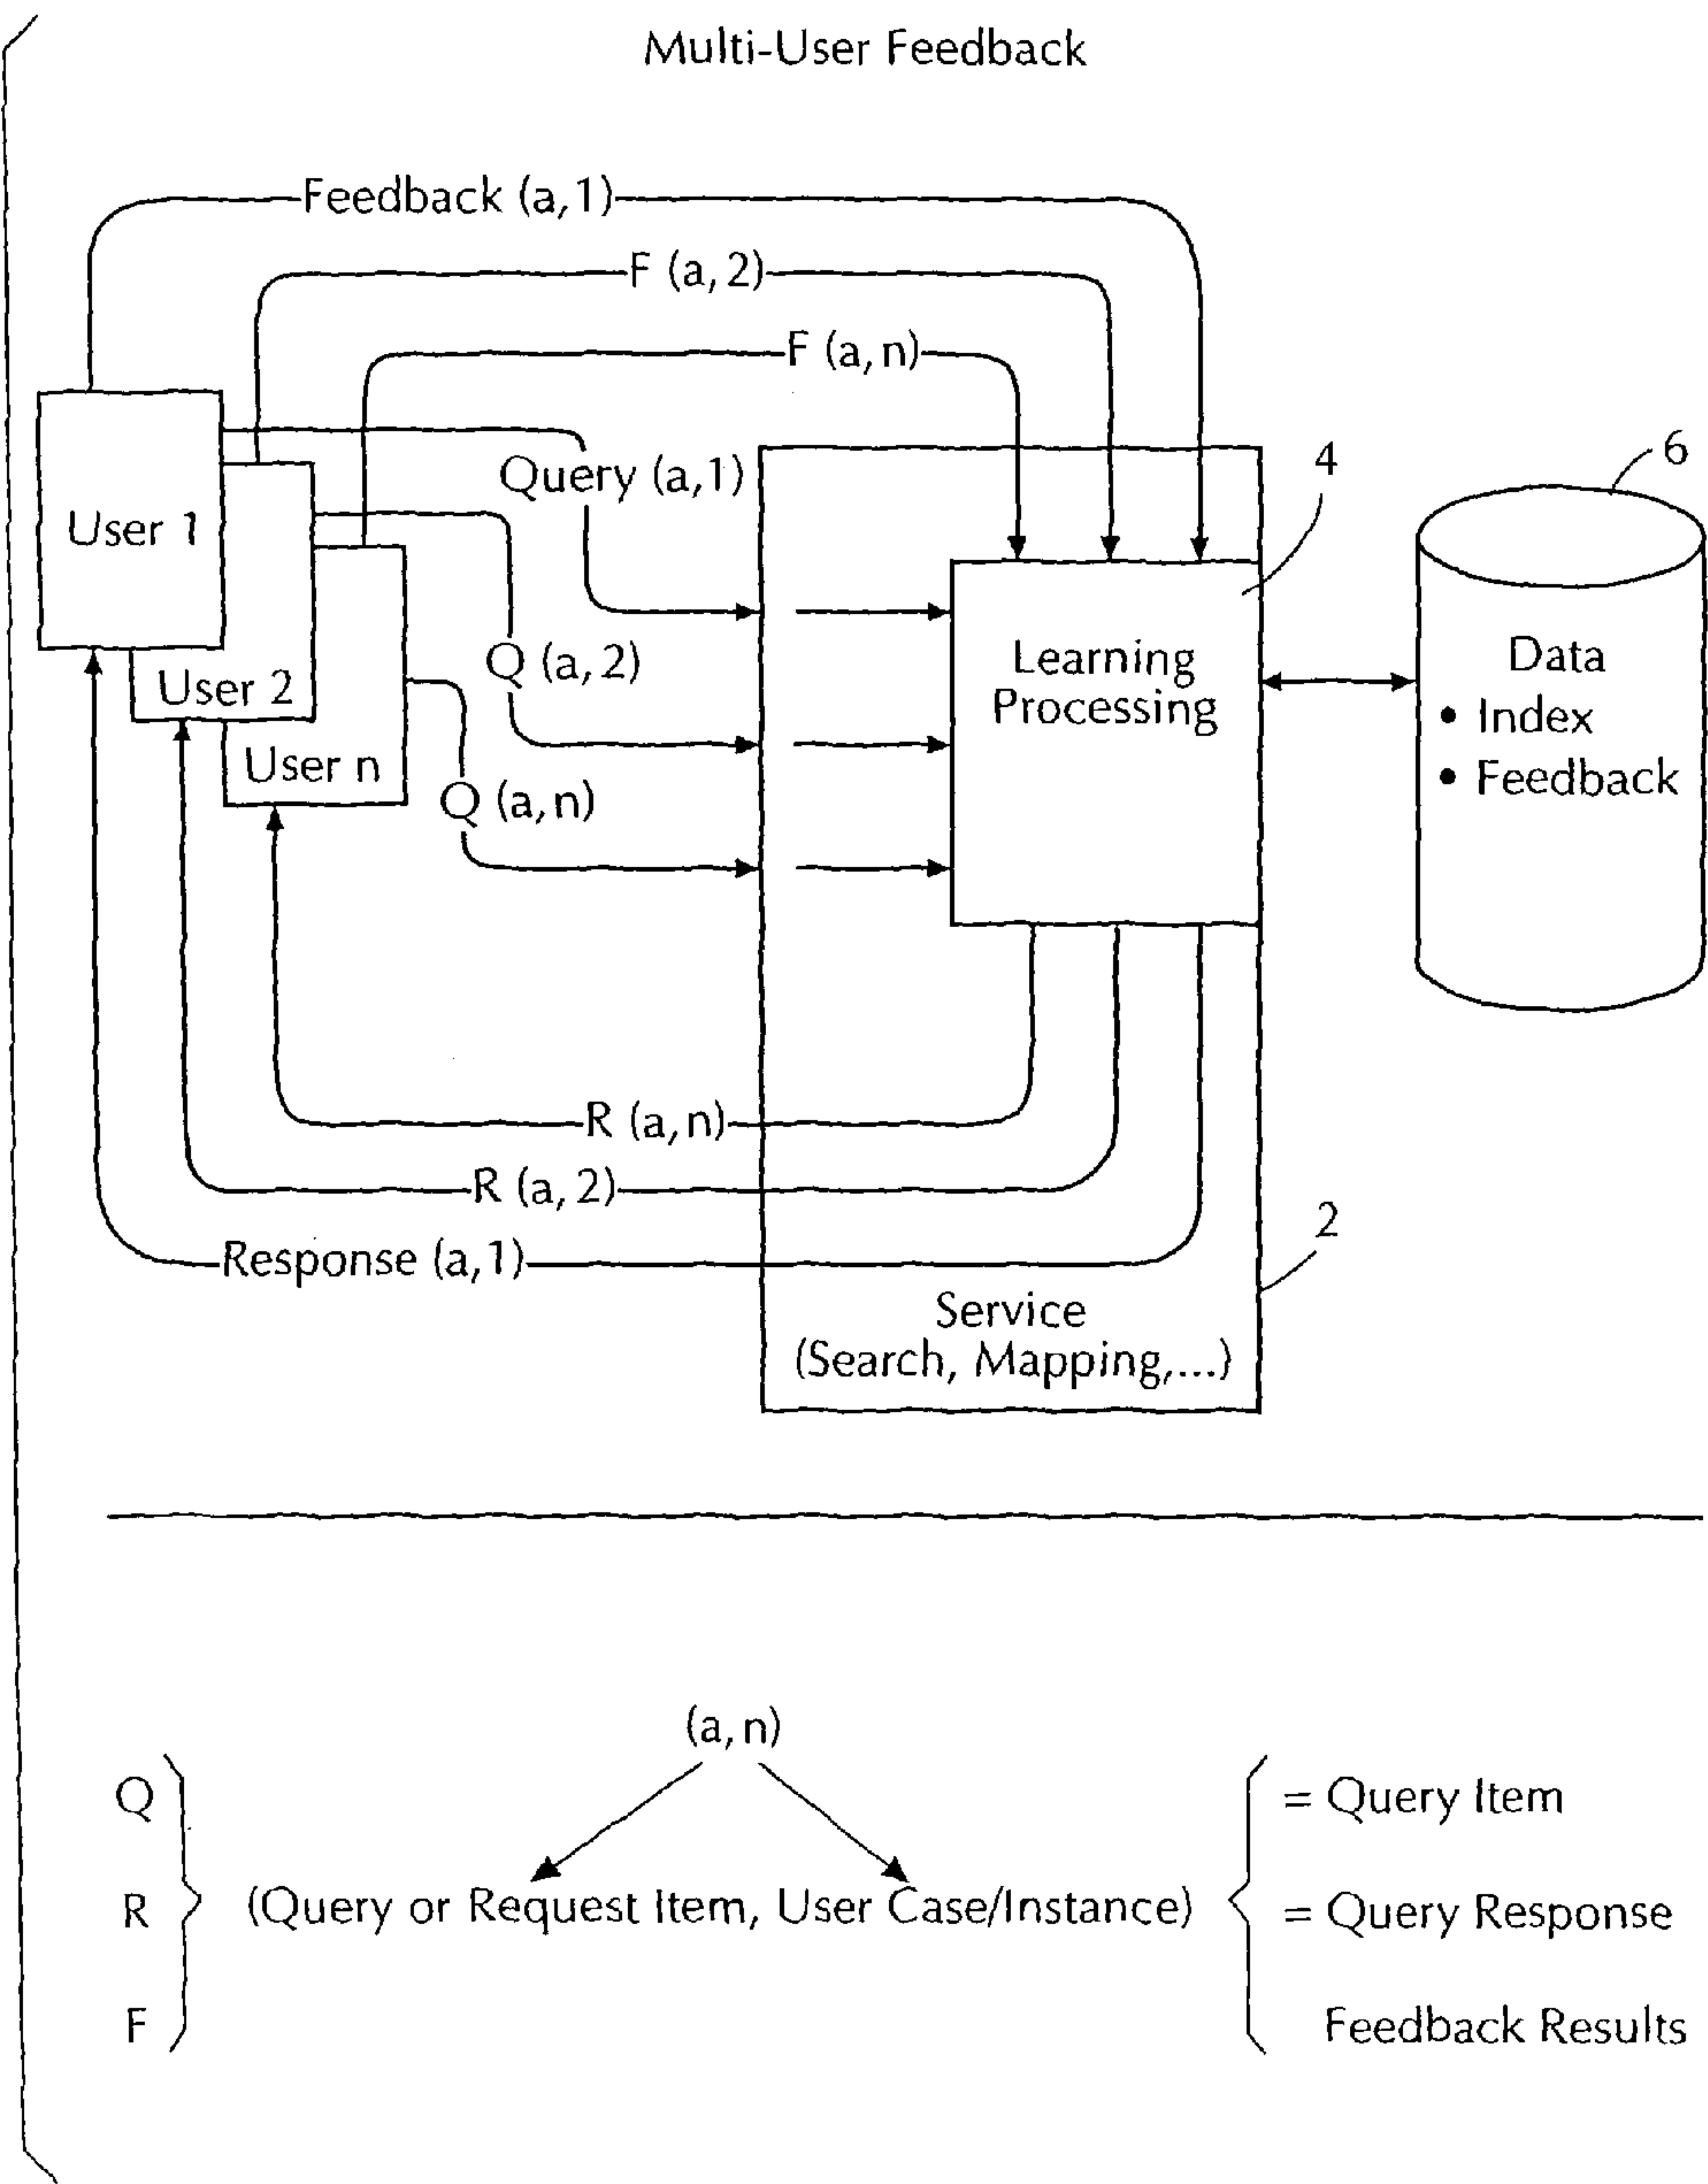 Multi-User Feedback
Feedback (a,1)
F (a,2)
F (a,n)
Query (a,1)
4
6
User 1
Q (a,2)
Learning
Processing
Data
• Index
• Feedback
User 2
User n
Q (a,n)
R (a,n)
R (a,2)
Response (a,1)
2
Service
(Search, Mapping,...)
(a,n)
Q
= Query Item
R
(Query or Request Item, User Case/Instance)
= Query Response
F
Feedback Results